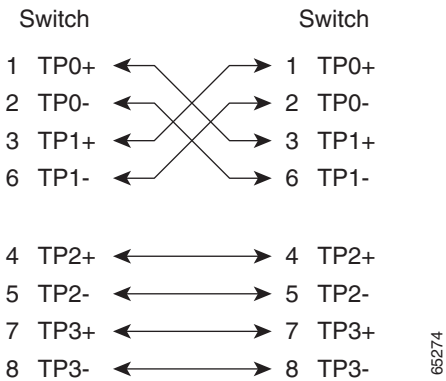 Switch Switch
1 TP0+ 1 TP0+
2 TP0- 2 TP0-
3 TP1+ 3 TP1+
6 TP1- 6 TP1-
4 TP2+ 4 TP2+
5 TP2- 5 TP2-
7 TP3+ 7 TP3+
8 TP3- 8 TP3-
65274